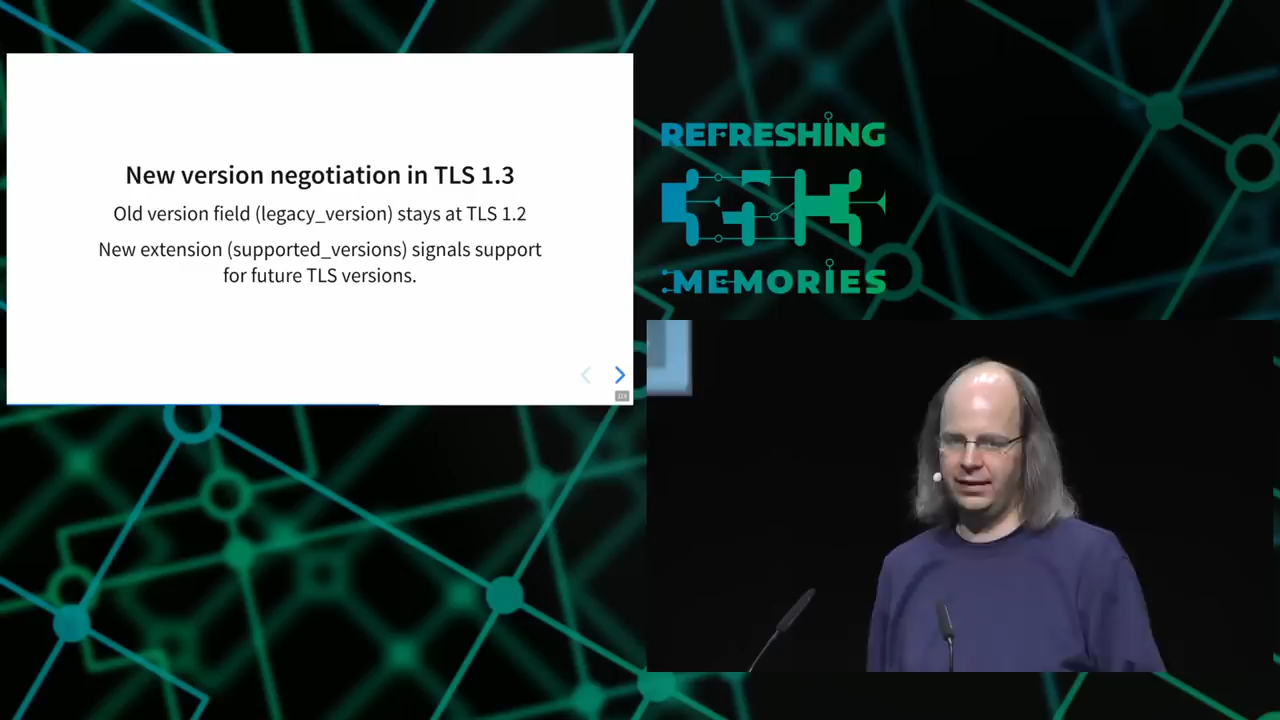 New version negotiation in TLS 1.3
Old version field (legacy_version) stays at TLS 1.2
New extension (supported_versions) signals support
for future TLS versions.
REFRESHING
MEMORIES